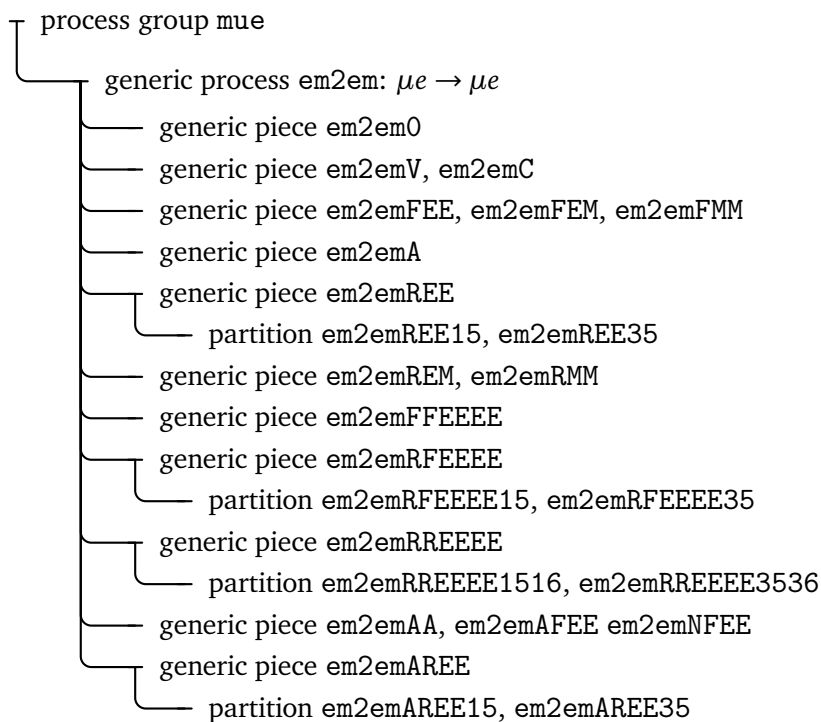 process group mue
generic process em2em: μe → μe
generic piece em2em0
generic piece em2emV, em2emC
generic piece em2emFEE, em2emFEM, em2emFMM
generic piece em2emA
generic piece em2emREE
partition em2emREE15, em2emREE35
generic piece em2emREM, em2emRMM
generic piece em2emFFEEEE
generic piece em2emRFEEEE
partition em2emRFEEEE15, em2emRFEEEE35
generic piece em2emRREEEE
partition em2emRREEEE1516, em2emRREEEE3536
generic piece em2emAA, em2emAFEE em2emNFEE
generic piece em2emAREE
partition em2emAREE15, em2emAREE35